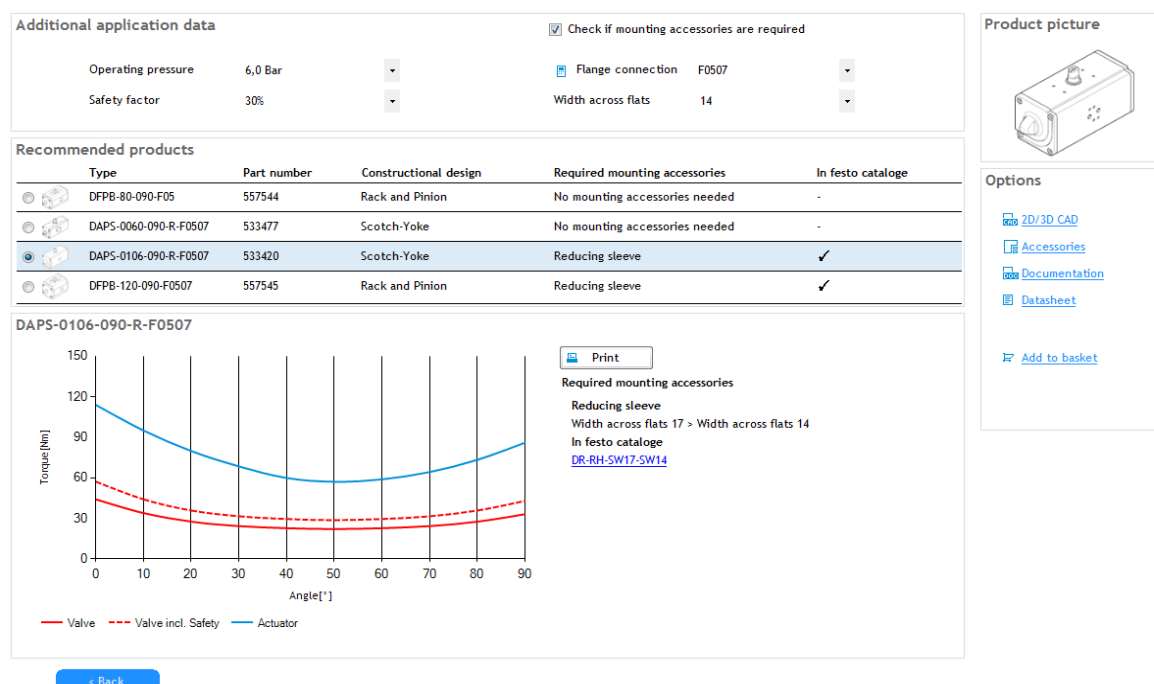 Additional application data
Check if mounting accessories are required
Operating pressure 6,0 Bar
Flange connection F0507
Safety factor 30%
Width across flats 14
Recommended products
Type Part number Constructional design Required mounting accessories In festo cataloge
DFPB-80-090-F05 557544 Rack and Pinion No mounting accessories needed -
DAPS-0060-090-R-F0507 533477 Scotch-Yoke No mounting accessories needed -
DAPS-0106-090-R-F0507 533420 Scotch-Yoke Reducing sleeve ✓
DFPB-120-090-F0507 557545 Rack and Pinion Reducing sleeve ✓
DAPS-0106-090-R-F0507
150
120
90
60
30
0
Torque[Nm]
0 10 20 30 40 50 60 70 80 90
Angle[°]
Valve Valve incl. Safety Actuator
Print
Required mounting accessories
Reducing sleeve
Width across flats 17 > Width across flats 14
In festo cataloge
DR-RH-SW17-SW14
< Back
Product picture
Options
CAD 2D/3D CAD
Accessories
DOC Documentation
Datasheet
Add to basket